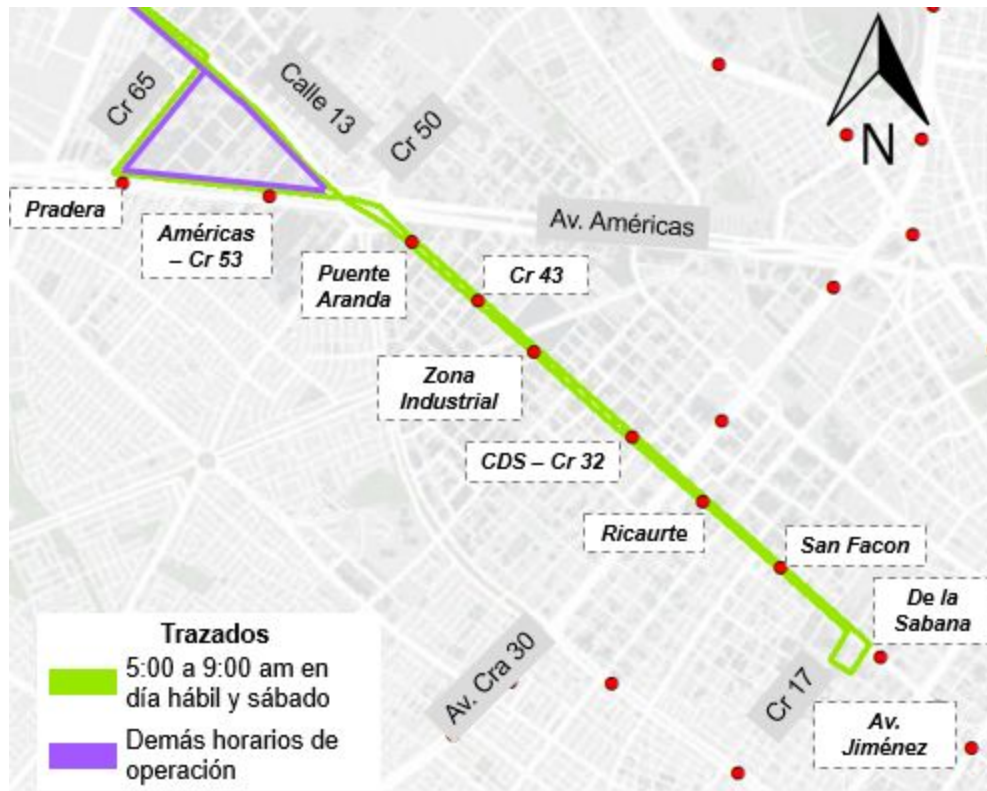 Cr 65
Calle 13
Cr 50
N
Pradera
Américas
– Cr 53
Av. Américas
Puente
Aranda
Cr 43
Zona
Industrial
CDS – Cr 32
Ricaurte
San Facon
De la
Sabana
Av. Cra 30
Cr 17
Av.
Jiménez
Trazados
5:00 a 9:00 am en
día hábil y sábado
Demás horarios de
operación